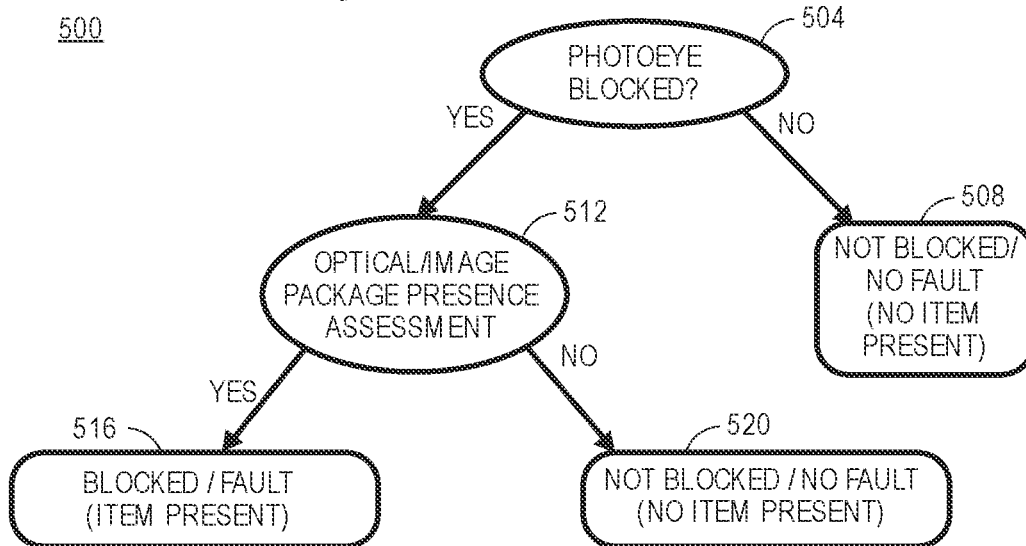 500
504
PHOTOEYE
BLOCKED?
YES
NO
512
508
OPTICAL/IMAGE
PACKAGE PRESENCE
ASSESSMENT
NOT BLOCKED/
NO FAULT
(NO ITEM
PRESENT)
YES
NO
516
520
BLOCKED / FAULT
(ITEM PRESENT)
NOT BLOCKED / NO FAULT
(NO ITEM PRESENT)